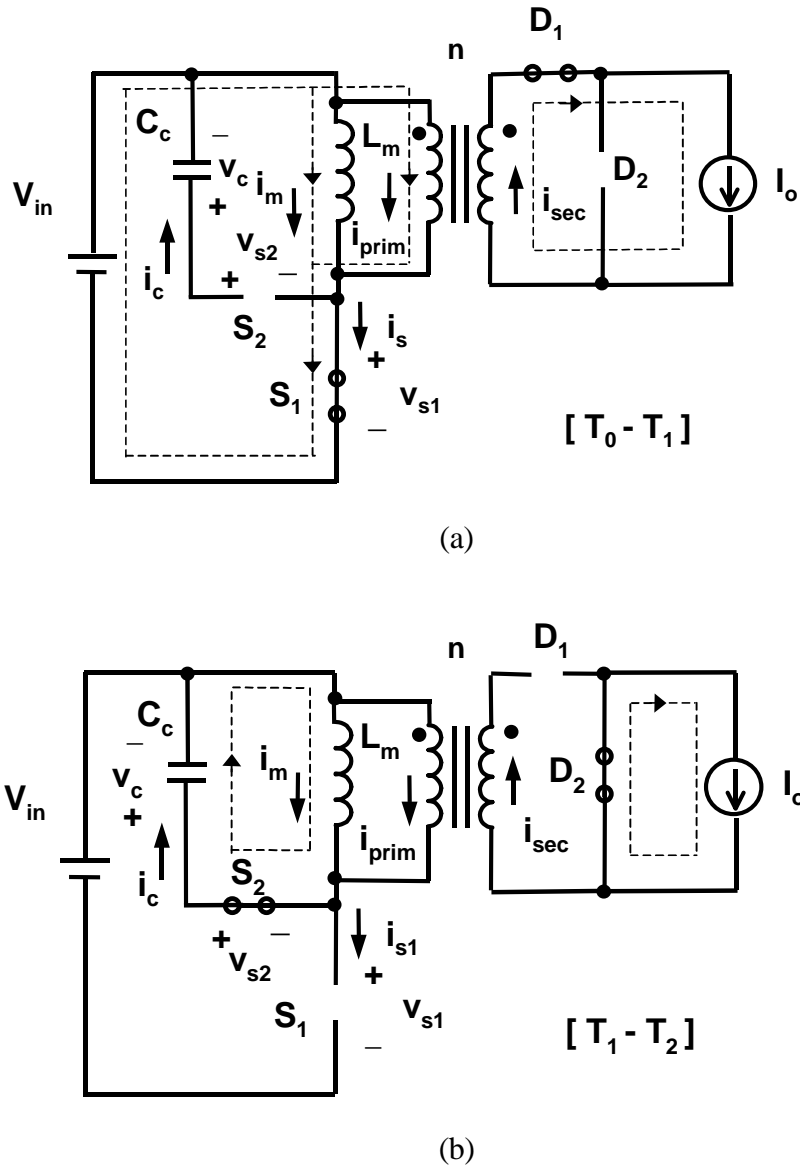 D1
n
Cc
–
Lm
Vin
vc
im
D2
Io
+
vs2
–
iprim
isec
ic
+
S2
is
+
S1
vs1
–
[ T0 - T1 ]
(a)
n
D1
Cc
–
Lm
im
vc
D2
Vin
+
Io
iprim
isec
ic
S2
+
–
is1
vs2
+
S1
vs1
–
[ T1 - T2 ]
(b)